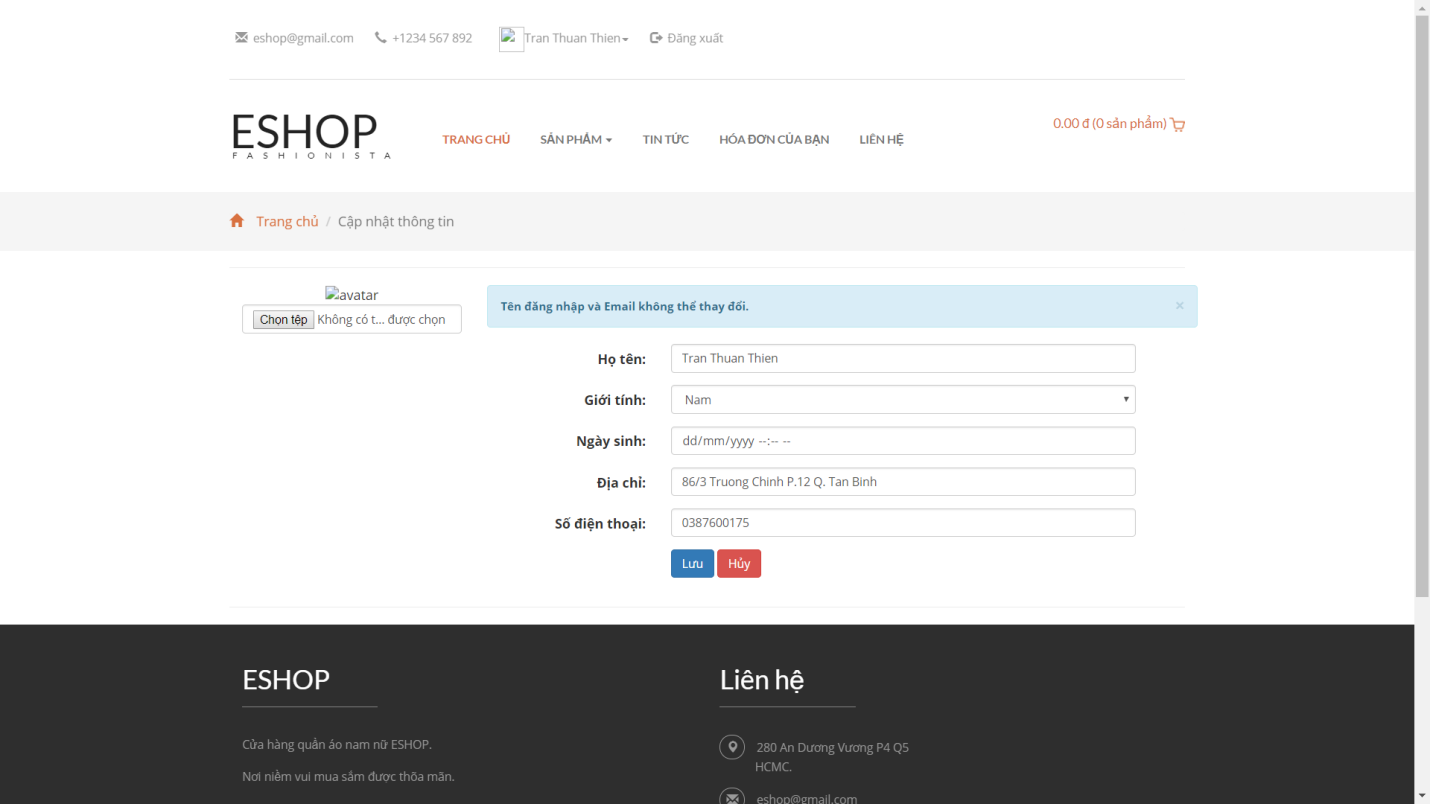 eshop@gmail.com +1234 567 892 Tran Thuan Thien Đăng xuất
ESHOP
FASHIONISTA
TRANG CHỦ SẢN PHẨM TIN TỨC HÓA ĐƠN CỦA BẠN LIÊN HỆ
0.00 đ (0 sản phẩm)
Trang chủ / Cập nhật thông tin
avatar
Chọn tệp Không có t... được chọn
Tên đăng nhập và Email không thể thay đổi. ×
Họ tên: Tran Thuan Thien
Giới tính: Nam
Ngày sinh: dd/mm/yyyy --:-- --
Địa chỉ: 86/3 Truong Chinh P.12 Q. Tan Binh
Số điện thoại: 0387600175
Lưu Hủy
ESHOP
Cửa hàng quần áo nam nữ ESHOP.
Nơi niềm vui mua sắm được thõa mãn.
Liên hệ
280 An Dương Vương P4 Q5
HCMC.
eshop@gmail.com